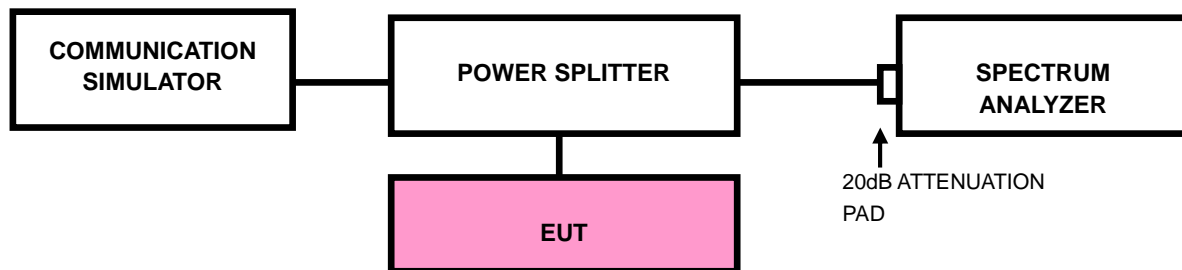 COMMUNICATION
SIMULATOR
POWER SPLITTER
SPECTRUM
ANALYZER
20dB ATTENUATION
PAD
EUT